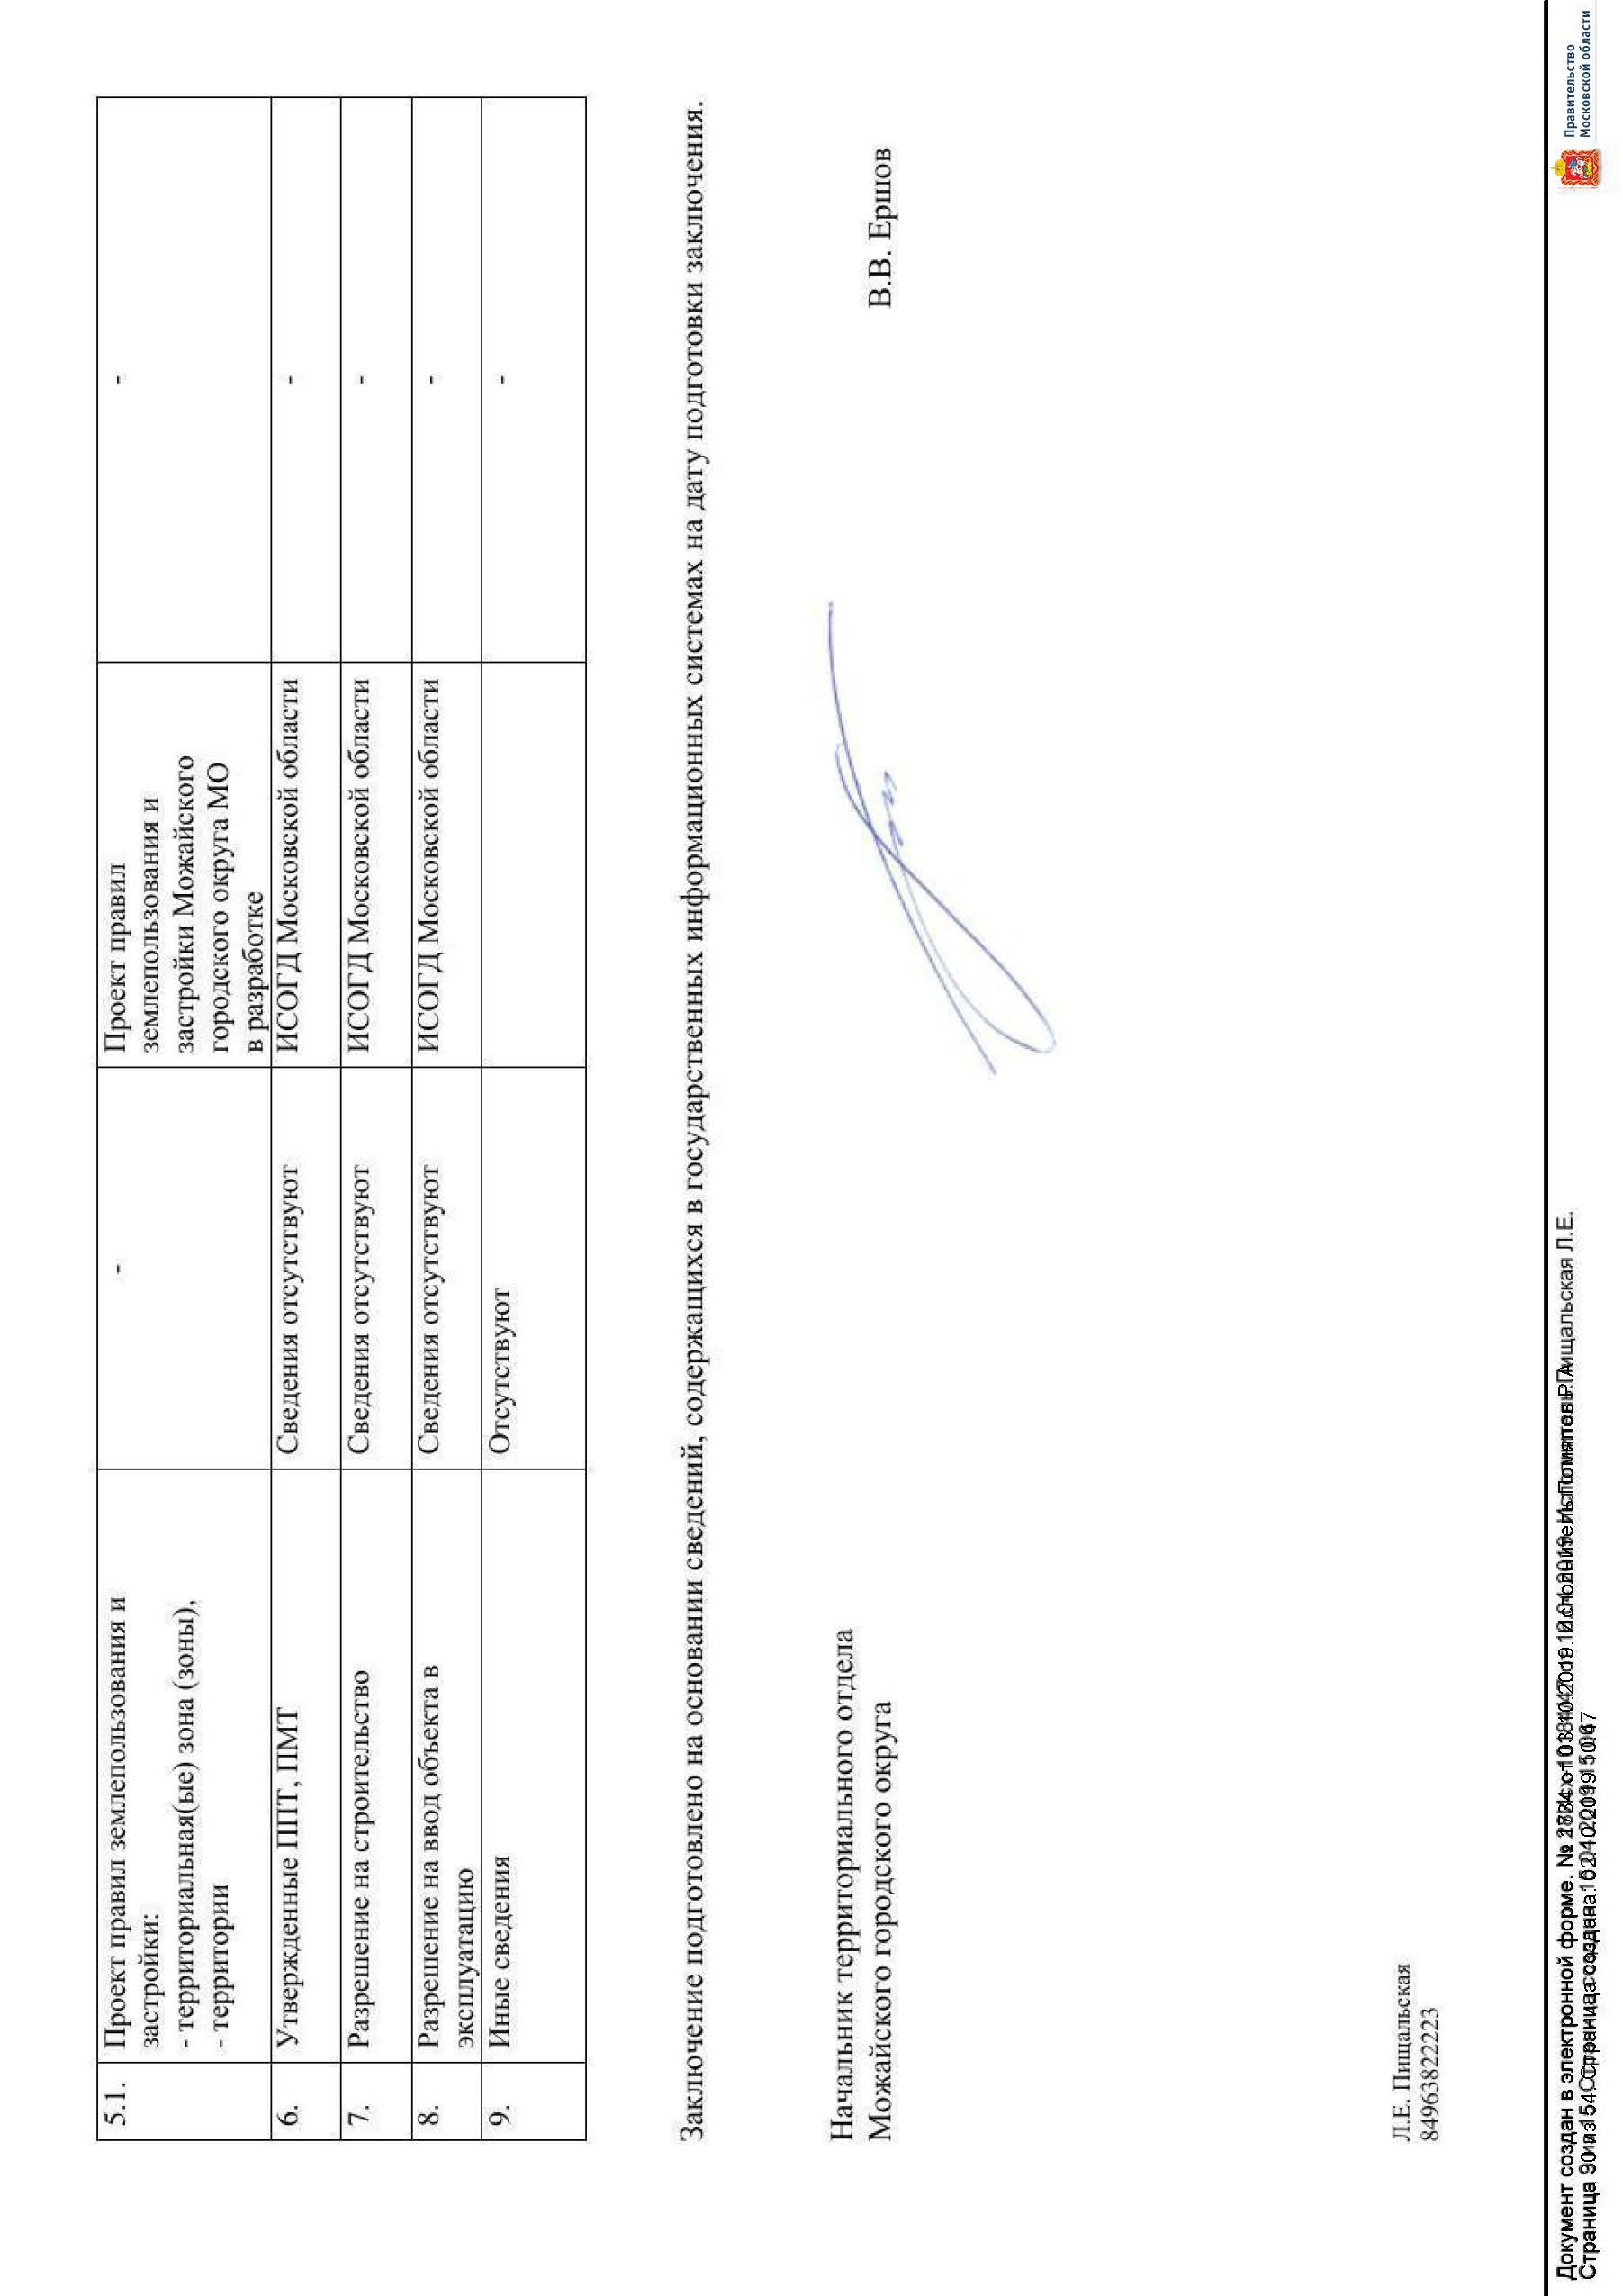 5.1.
Проект правил землепользования и
застройки:
- территориальная(ые) зона (зоны),
- территории
-
Проект правил
землепользования и
застройки Можайского
городского округа МО
в разработке
-
6.
Утвержденные ППТ, ПМТ
Сведения отсутствуют
ИСОГД Московской области
-
7.
Разрешение на строительство
Сведения отсутствуют
ИСОГД Московской области
-
8.
Разрешение на ввод объекта в
эксплуатацию
Сведения отсутствуют
ИСОГД Московской области
-
9.
Иные сведения
Отсутствуют
-
Заключение подготовлено на основании сведений, содержащихся в государственных информационных системах на дату подготовки заключения.
Начальник территориального отдела
Можайского городского округа
В.В. Ершов
Л.Е. Пищальская
84963822223
Документ создан в электронной форме. № Пищальская Л.Е.
Страница
Правительство
Московской области